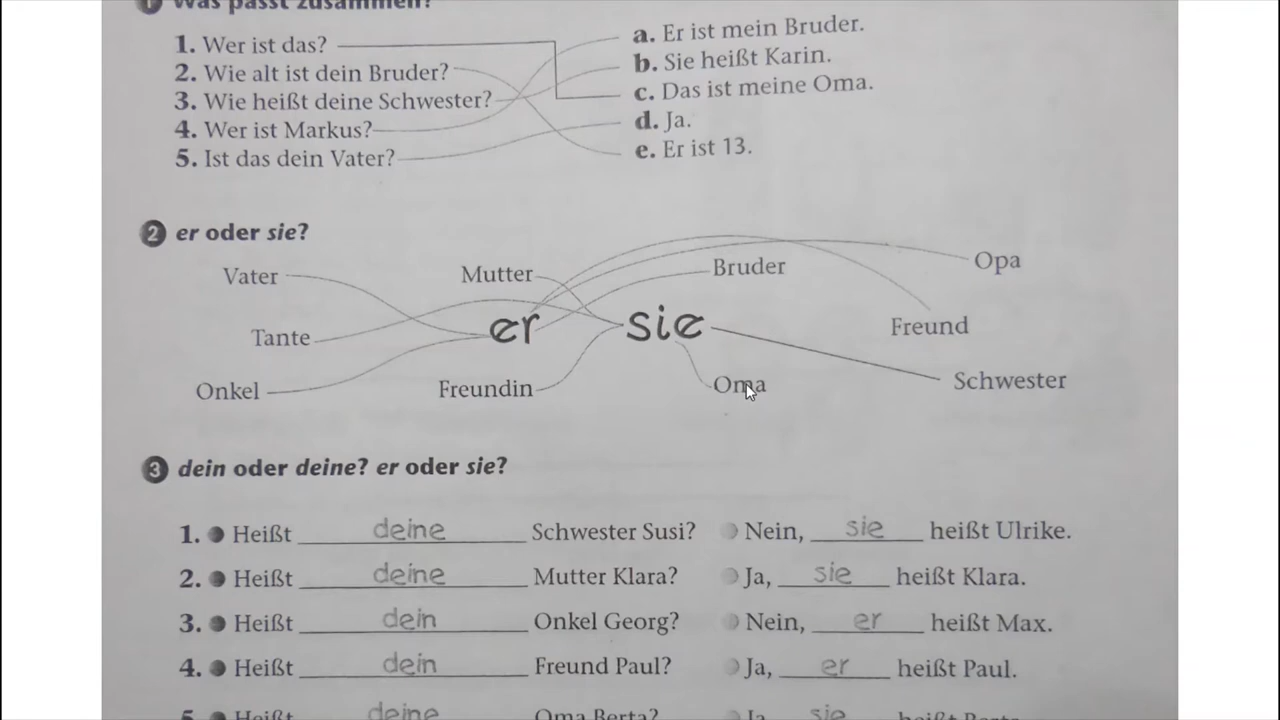 1 Was passt zusammen?
1. Wer ist das?
2. Wie alt ist dein Bruder?
3. Wie heißt deine Schwester?
4. Wer ist Markus?
5. Ist das dein Vater?
a. Er ist mein Bruder.
b. Sie heißt Karin.
c. Das ist meine Oma.
d. Ja.
e. Er ist 13.
2 er oder sie?
Vater Mutter Bruder Opa
Tante er sie Freund
Onkel Freundin Oma Schwester
3 dein oder deine? er oder sie?
1. Heißt deine Schwester Susi? Nein, sie heißt Ulrike.
2. Heißt deine Mutter Klara? Ja, sie heißt Klara.
3. Heißt dein Onkel Georg? Nein, er heißt Max.
4. Heißt dein Freund Paul? Ja, er heißt Paul.
5. Heißt deine Oma Berta? Ja, sie heißt Berta.